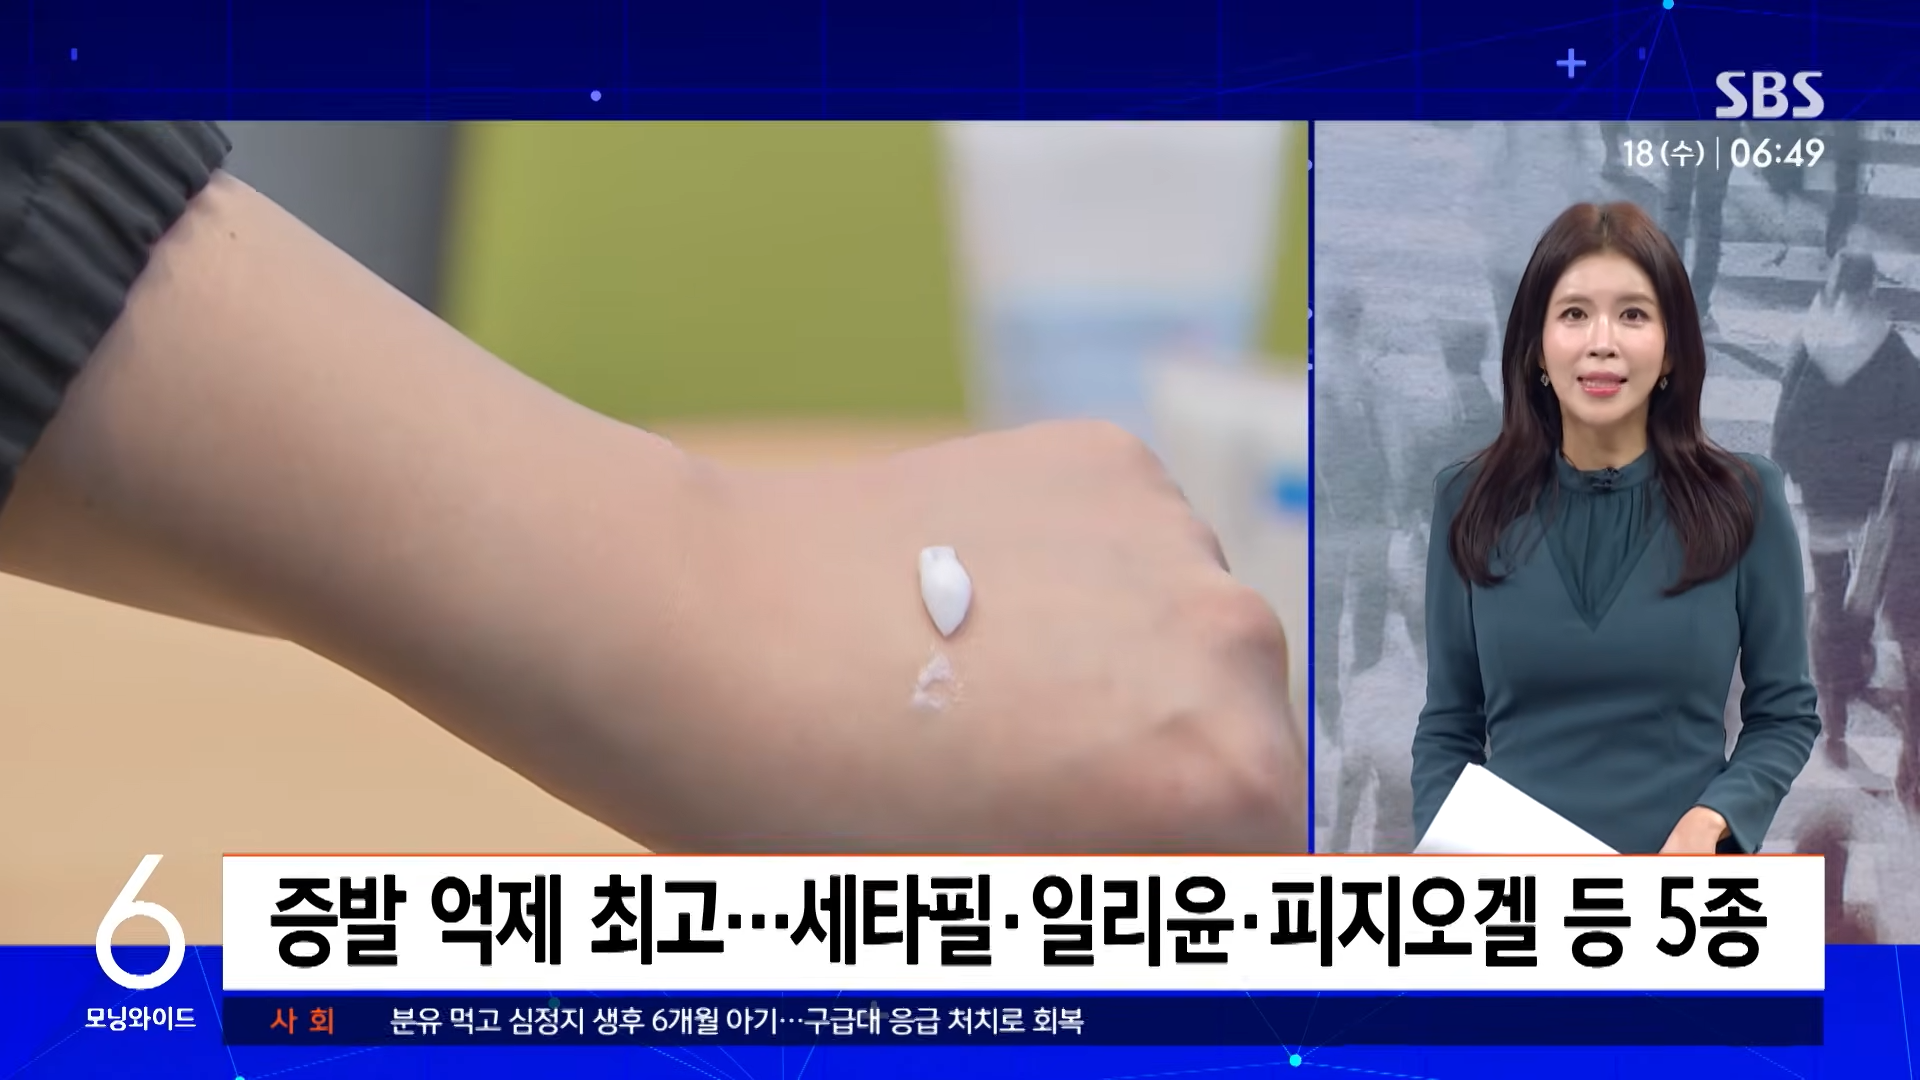 SBS
18(수) | 06:49
6
증발 억제 최고…세타필·일리윤·피지오겔 등 5종
모닝와이드
사 회 분유 먹고 심정지 생후 6개월 아기…구급대 응급 처치로 회복